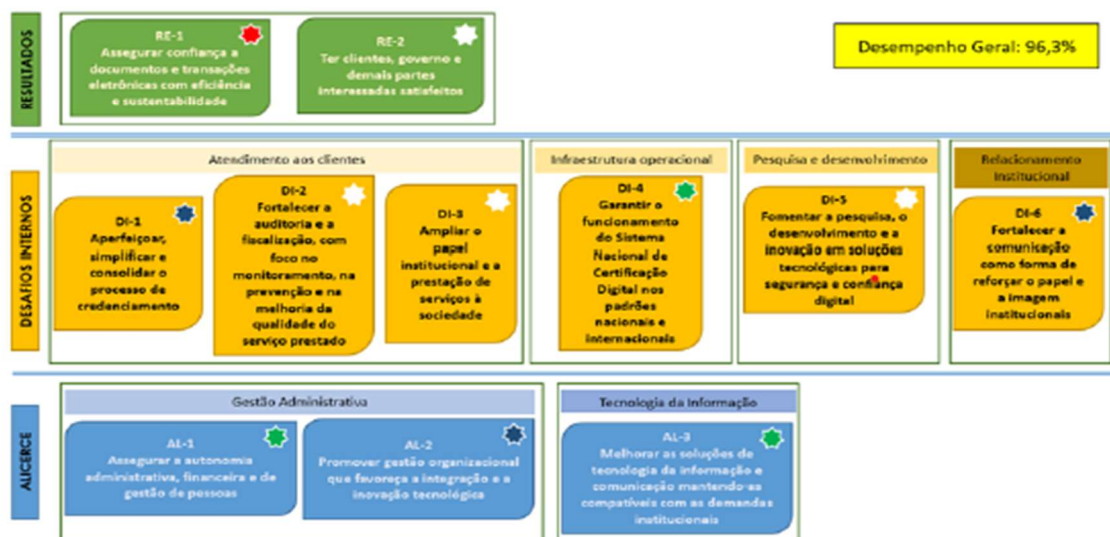 RESULTADOS
RE-1
Assegurar confiança a
documentos e transações
eletrônicas com eficiência
e sustentabilidade
RE-2
Ter clientes, governo e
demais partes
interessadas satisfeitos
Desempenho Geral: 96,3%
DESAFIOS INTERNOS
Atendimento aos clientes
DI-1
Aperfeiçoar,
simplificar e
consolidar o
processo de
credenciamento
DI-2
Fortalecer a
auditoria e a
fiscalização, com
foco no
monitoramento, na
prevenção e na
melhoria da
qualidade do
serviço prestado
DI-3
Ampliar o
papel
institucional e a
prestação de
serviços à
sociedade
Infraestrutura operacional
DI-4
Garantir o
funcionamento
do Sistema
Nacional de
Certificação
Digital nos
padrões
nacionais e
internacionais
Pesquisa e desenvolvimento
DI-5
Fomentar a pesquisa, o
desenvolvimento e a
inovação em soluções
tecnológicas para
segurança e confiança
digital
Relacionamento
Institucional
DI-6
Fortalecer a
comunicação
como forma de
reforçar o papel e
a imagem
institucionais
ALICERCE
Gestão Administrativa
AL-1
Assegurar a autonomia
administrativa, financeira e de
gestão de pessoas
AL-2
Promover gestão organizacional
que favoreça a integração e a
inovação tecnológica
Tecnologia da Informação
AL-3
Melhorar as soluções de
tecnologia da informação e
comunicação mantendo-as
compatíveis com as demandas
institucionais